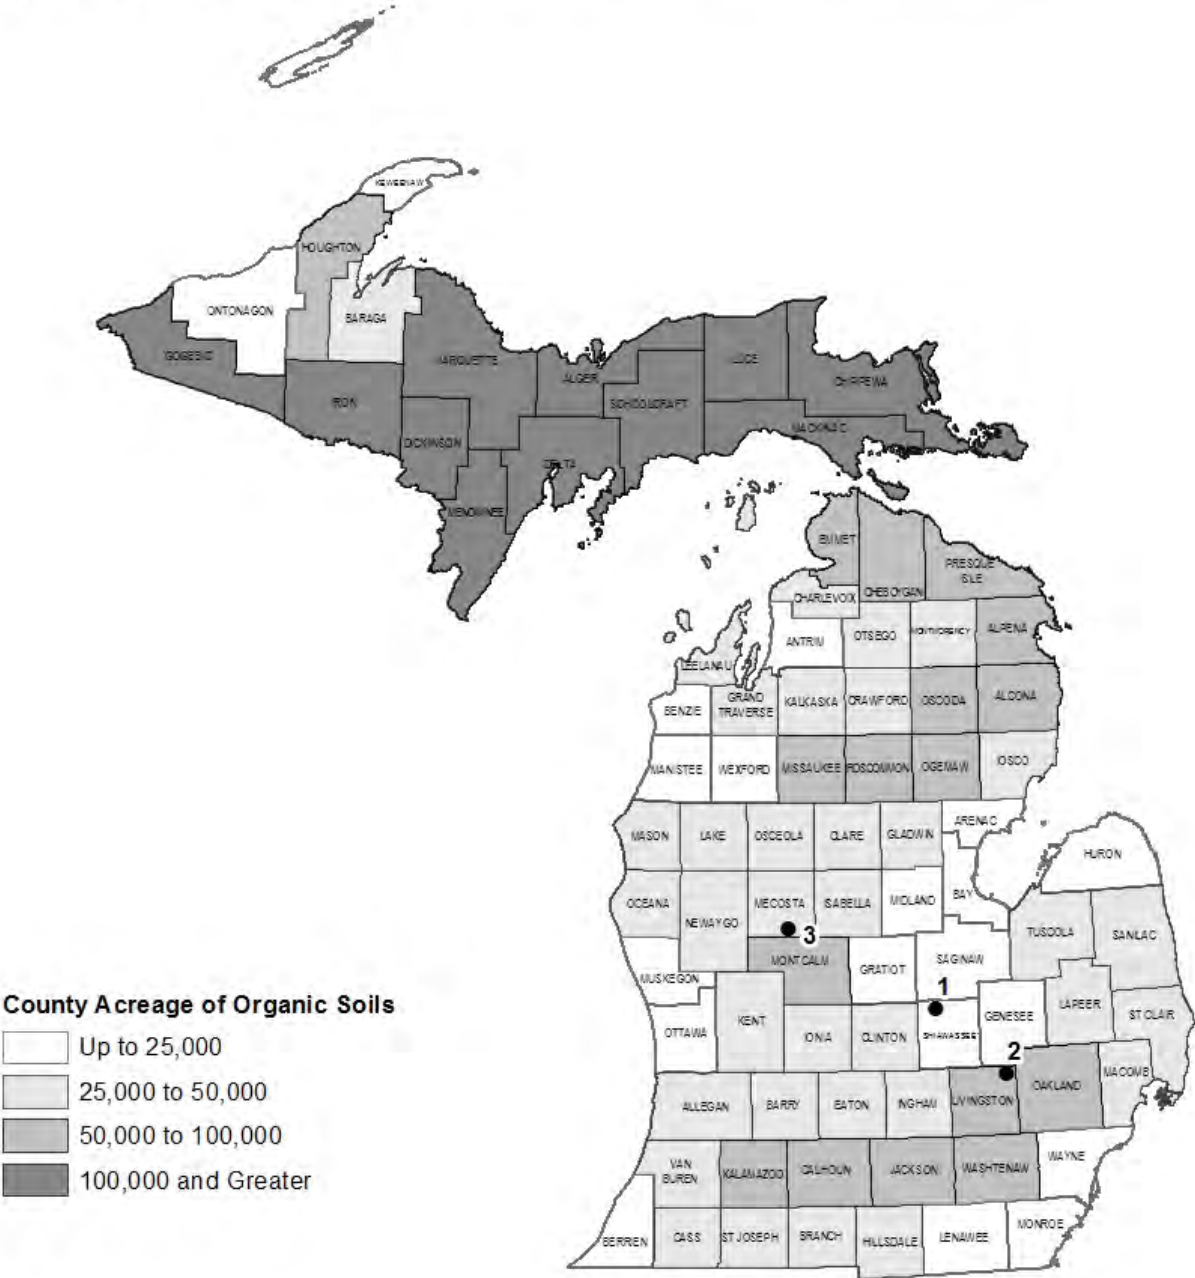 KEWEENAW
HOUGHTON
ONTONAGON
BARAGA
GOGEBIC
MARQUETTE
LUCE
ALGER
CHIPPEWA
IRON
SCHOOLCRAFT
MACKINAC
DICKINSON
DELTA
MENOMINEE
EMMET
PRESQUE
ISLE
CHEBOYGAN
CHARLEVOIX
ANTRIM
OTSEGO
MONTMORENCY
ALPENA
LEELANAU
BENZIE
GRAND
TRAVERSE
KALKASKA
CRAWFORD
OSCODA
ALCONA
MANISTEE
WEXFORD
MISSAUKEE
ROSCOMMON
OGEMAW
IOSCO
ARENAC
MASON
LAKE
OSCEOLA
CLARE
GLADWIN
HURON
OCEANA
NEWAYGO
MECOSTA
ISABELLA
MIDLAND
BAY
3
TUSCOLA
SANILAC
MUSKEGON
MONTCALM
GRATIOT
SAGINAW
1
OTTAWA
KENT
IONIA
CLINTON
SHIAWASSEE
GENESEE
LAPEER
ST CLAIR
2
ALLEGAN
BARRY
EATON
INGHAM
LIVINGSTON
OAKLAND
MACOMB
VAN
BUREN
KALAMAZOO
CALHOUN
JACKSON
WASHTENAW
WAYNE
BERRIEN
CASS
ST JOSEPH
BRANCH
HILLSDALE
LENAWEE
MONROE
County Acreage of Organic Soils
Up to 25,000
25,000 to 50,000
50,000 to 100,000
100,000 and Greater